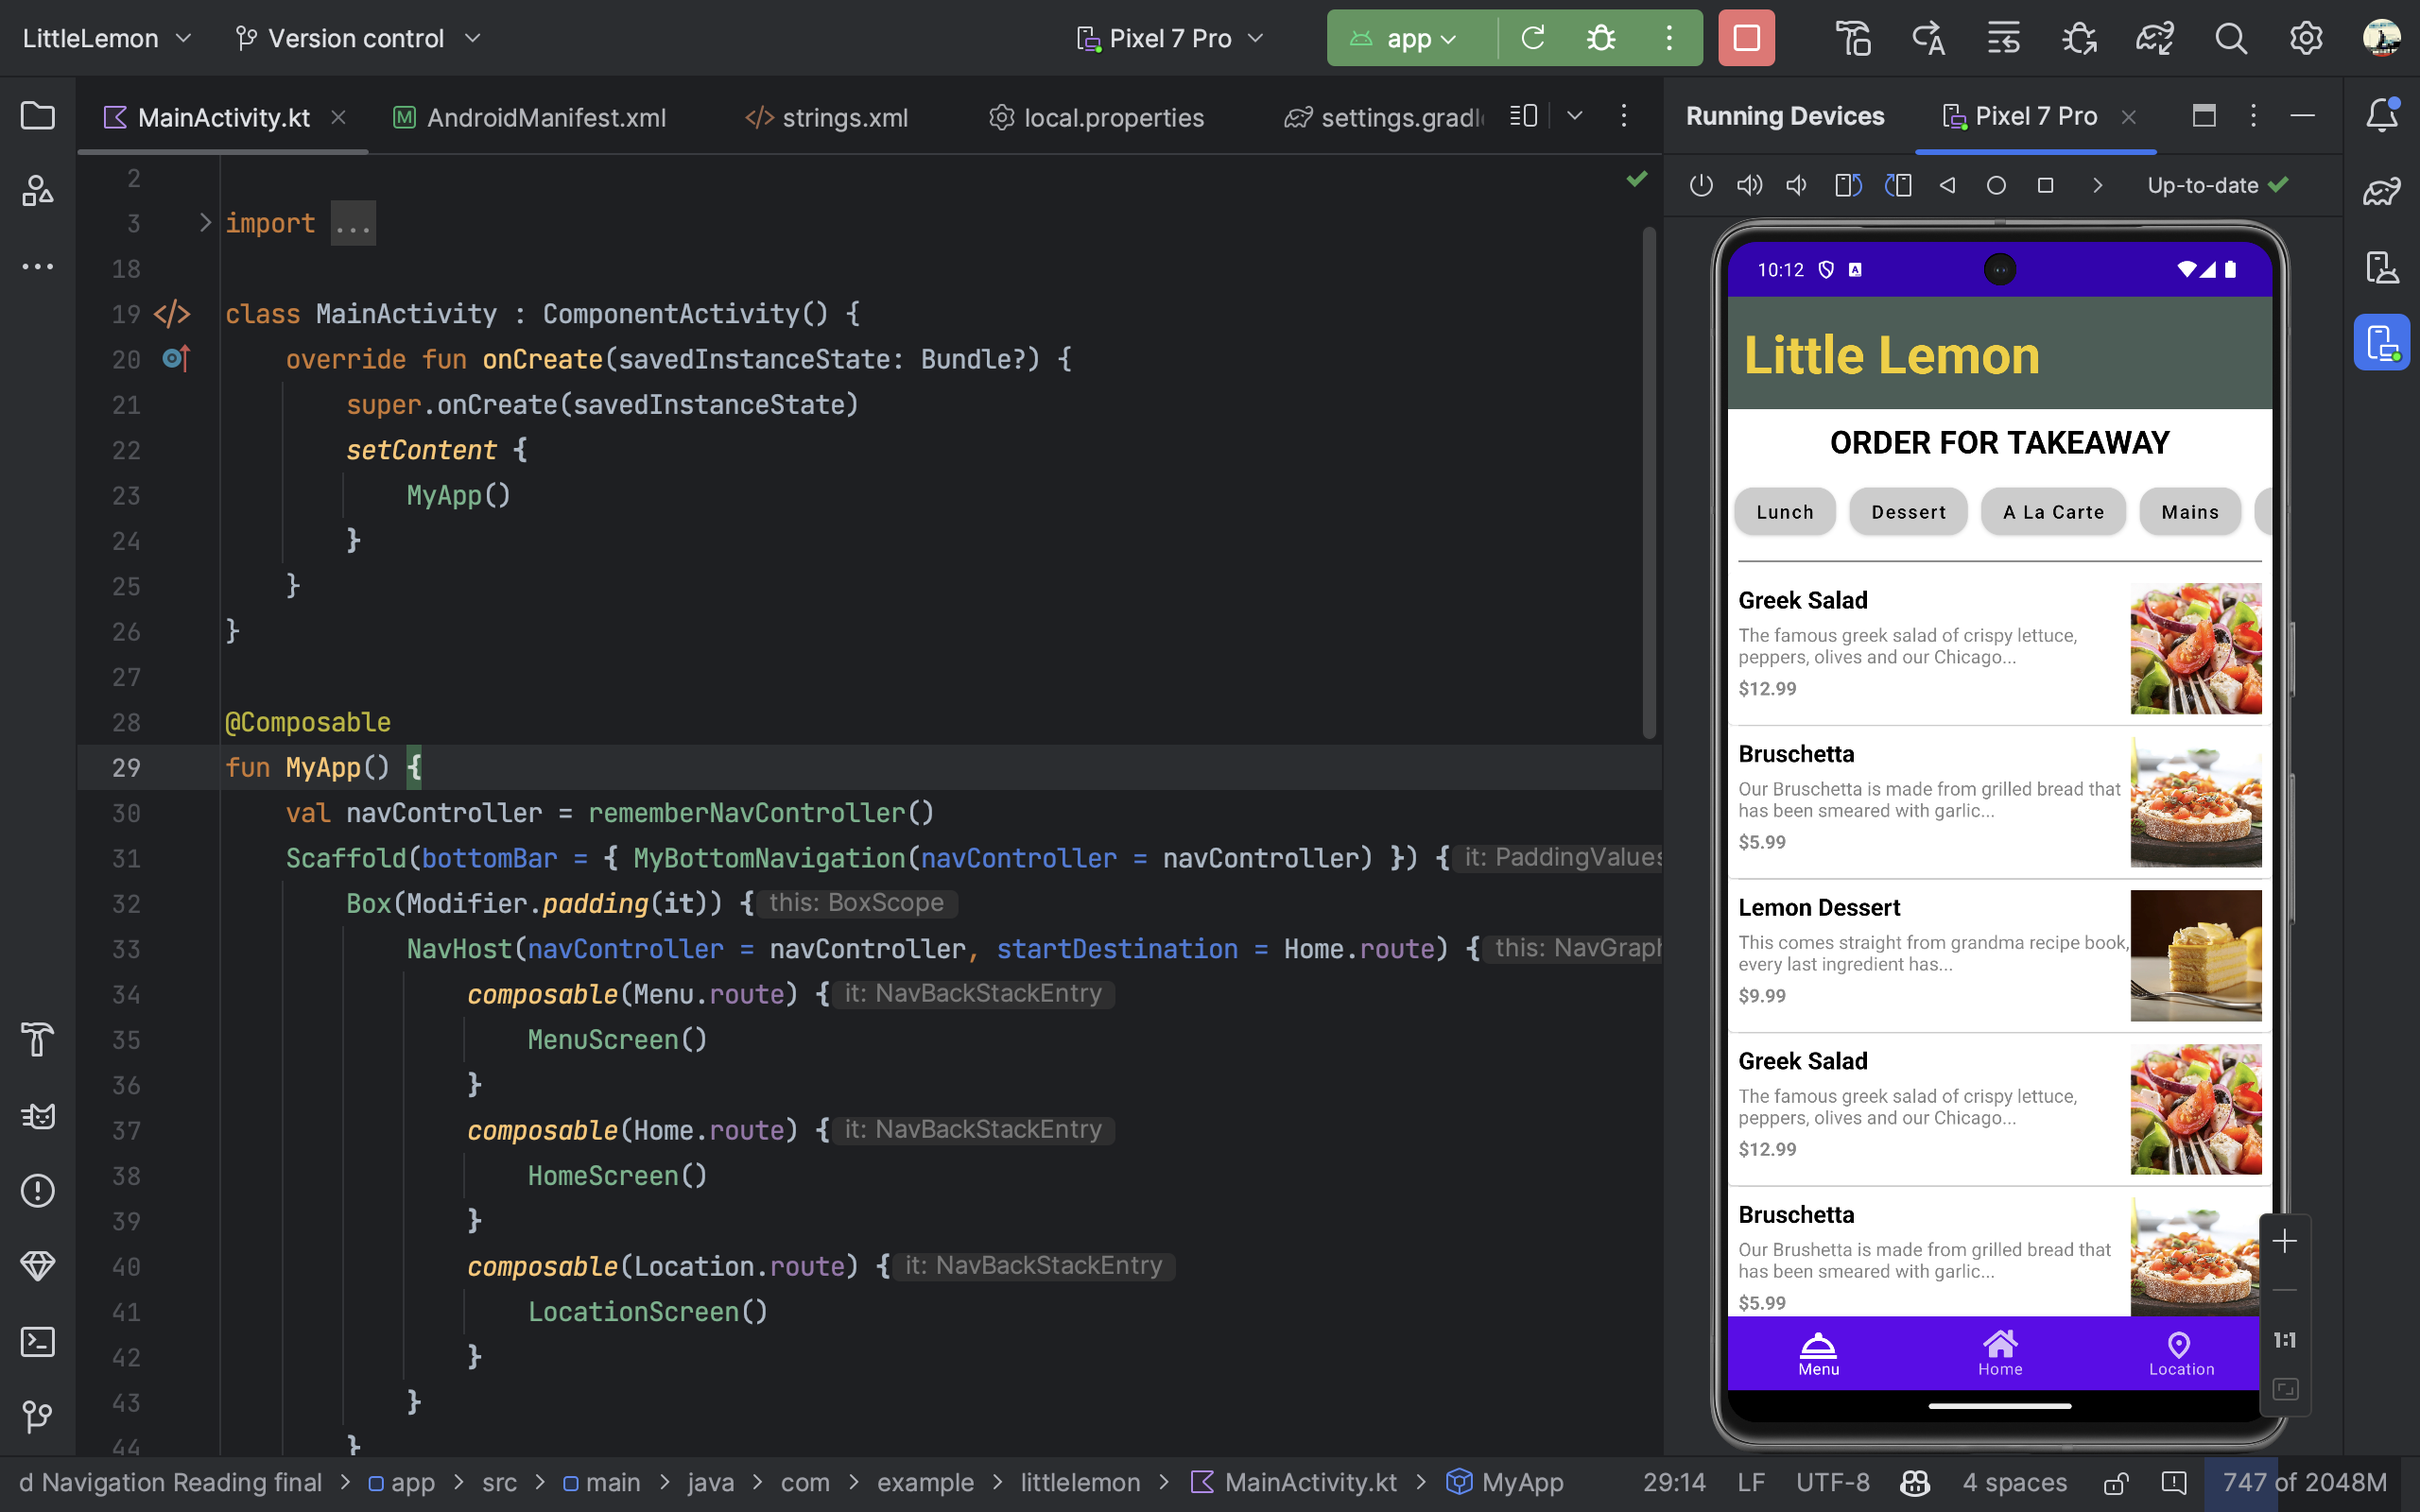 LittleLemon
Version control
Pixel 7 Pro
app
MainActivity.kt
AndroidManifest.xml
strings.xml
local.properties
settings.gradl
Running Devices
Pixel 7 Pro
Up-to-date
2
3 import ...
18
19 class MainActivity : ComponentActivity() {
20 override fun onCreate(savedInstanceState: Bundle?) {
21 super.onCreate(savedInstanceState)
22 setContent {
23 MyApp()
24 }
25 }
26 }
27
28 @Composable
29 fun MyApp() {
30 val navController = rememberNavController()
31 Scaffold(bottomBar = { MyBottomNavigation(navController = navController) }) { it: PaddingValues
32 Box(Modifier.padding(it)) { this: BoxScope
33 NavHost(navController = navController, startDestination = Home.route) { this: NavGraph
34 composable(Menu.route) { it: NavBackStackEntry
35 MenuScreen()
36 }
37 composable(Home.route) { it: NavBackStackEntry
38 HomeScreen()
39 }
40 composable(Location.route) { it: NavBackStackEntry
41 LocationScreen()
42 }
43 }
44 }
10:12
Little Lemon
ORDER FOR TAKEAWAY
Lunch
Dessert
A La Carte
Mains
Greek Salad
The famous greek salad of crispy lettuce,
peppers, olives and our Chicago...
$12.99
Bruschetta
Our Bruschetta is made from grilled bread that
has been smeared with garlic...
$5.99
Lemon Dessert
This comes straight from grandma recipe book,
every last ingredient has...
$9.99
Greek Salad
The famous greek salad of crispy lettuce,
peppers, olives and our Chicago...
$12.99
Bruschetta
Our Brushetta is made from grilled bread that
has been smeared with garlic...
$5.99
Menu
Home
Location
1:1
d Navigation Reading final > app > src > main > java > com > example > littlelemon > MainActivity.kt > MyApp
29:14
LF
UTF-8
4 spaces
747 of 2048M